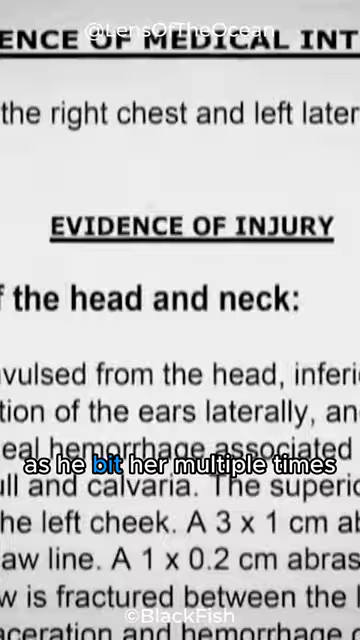 @LensOfTheOcean
ENCE OF MEDICAL INT
the right chest and left later
EVIDENCE OF INJURY
f the head and neck:
avulsed from the head, inferi
tion of the ears laterally, an
eal hemorrhage associated
as he bit her multiple times
ull and calvaria. The superio
he left cheek. A 3 x 1 cm ab
aw line. A 1 x 0.2 cm abras
w is fractured between the l
©BlackFish
aceration and hemorrhage o